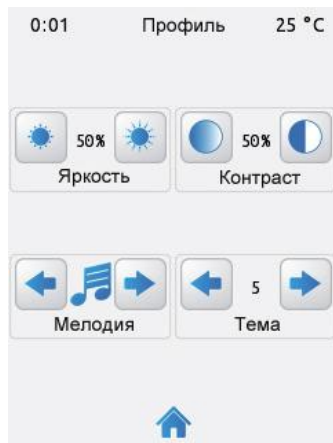 0:01 Профиль 25 °C
50% 50%
Яркость Контраст
5
Мелодия Тема